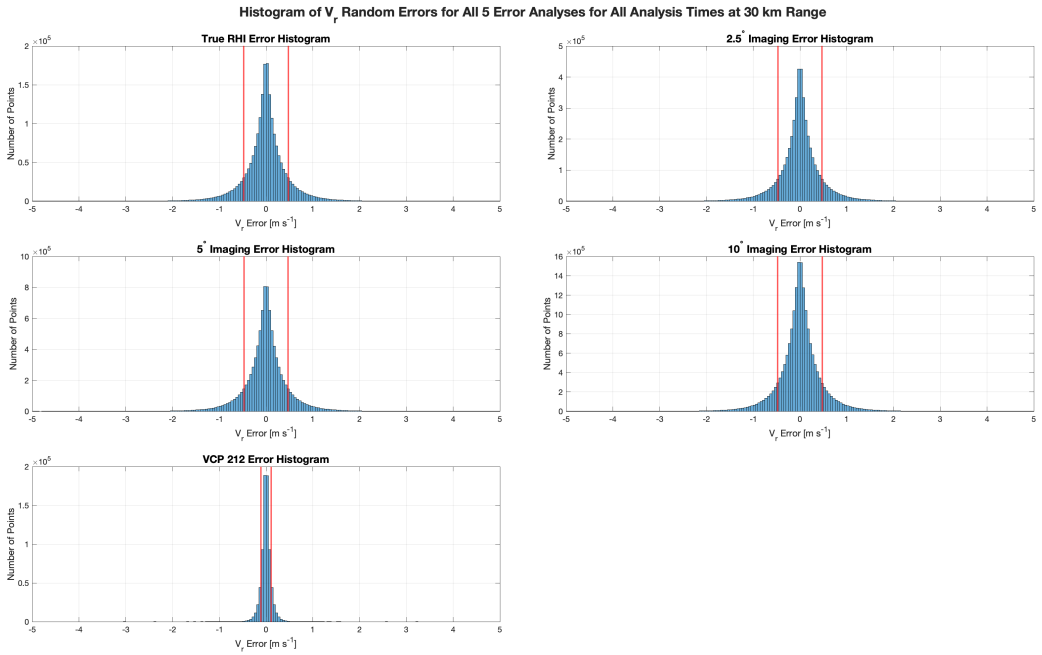 Histogram of V_r Random Errors for All 5 Error Analyses for All Analysis Times at 30 km Range
True RHI Error Histogram
×10^5
2
1.5
1
0.5
0
Number of Points
-5 -4 -3 -2 -1 0 1 2 3 4 5
V_r Error [m s^-1]
2.5° Imaging Error Histogram
×10^5
5
4
3
2
1
0
Number of Points
-5 -4 -3 -2 -1 0 1 2 3 4 5
V_r Error [m s^-1]
5° Imaging Error Histogram
×10^5
10
8
6
4
2
0
Number of Points
-5 -4 -3 -2 -1 0 1 2 3 4 5
V_r Error [m s^-1]
10° Imaging Error Histogram
×10^5
16
14
12
10
8
6
4
2
0
Number of Points
-5 -4 -3 -2 -1 0 1 2 3 4 5
V_r Error [m s^-1]
VCP 212 Error Histogram
×10^5
2
1.5
1
0.5
0
Number of Points
-5 -4 -3 -2 -1 0 1 2 3 4 5
V_r Error [m s^-1]